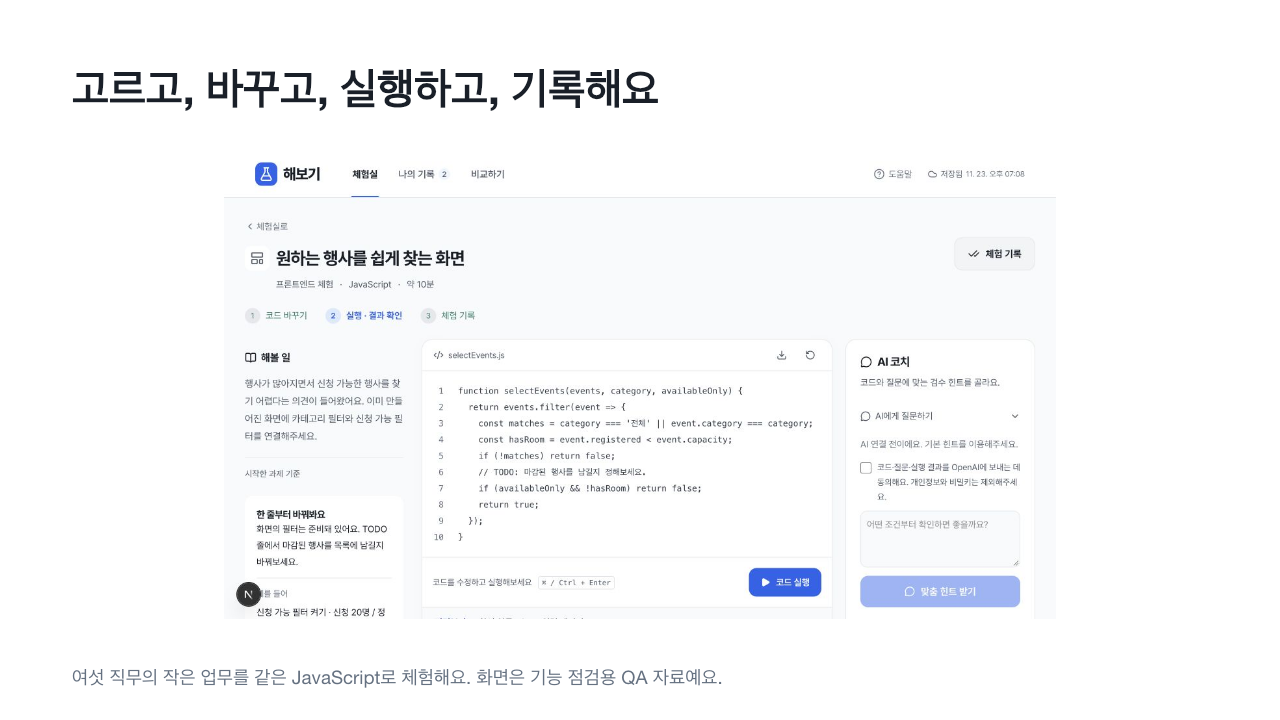 고르고, 바꾸고, 실행하고, 기록해요
해보기
체험실
나의 기록 2
비교하기
도움말
저장됨 11. 23. 오후 07:08
체험실로
원하는 행사를 쉽게 찾는 화면
프론트엔드 체험 · JavaScript · 약 10분
체험 기록
1 코드 바꾸기
2 실행 · 결과 확인
3 체험 기록
해볼 일
행사가 많아지면서 신청 가능한 행사를 찾
기 어렵다는 의견이 들어왔어요. 이미 만들
어진 화면에 카테고리 필터와 신청 가능 필
터를 연결해주세요.
시작한 과제 기준
한 줄부터 바꿔봐요
화면의 필터는 준비돼 있어요. TODO
줄에서 마감된 행사를 목록에 남길지
바꿔보세요.
N
를 들어
신청 가능 필터 켜기 · 신청 20명 / 정
selectEvents.js
1 function selectEvents(events, category, availableOnly) {
2 return events.filter(event => {
3 const matches = category === '전체' || event.category === category;
4 const hasRoom = event.registered < event.capacity;
5 if (!matches) return false;
6 // TODO: 마감된 행사를 남길지 정해보세요.
7 if (availableOnly && !hasRoom) return false;
8 return true;
9 });
10 }
코드를 수정하고 실행해보세요 ⌘ / Ctrl + Enter
코드 실행
AI 코치
코드와 질문에 맞는 검수 힌트를 골라요.
AI에게 질문하기
AI 연결 전이에요. 기본 힌트를 이용해주세요.
코드·질문·실행 결과를 OpenAI에 보내는 데
동의해요. 개인정보와 비밀키는 제외해주세
요.
어떤 조건부터 확인하면 좋을까요?
맞춤 힌트 받기
여섯 직무의 작은 업무를 같은 JavaScript로 체험해요. 화면은 기능 점검용 QA 자료예요.